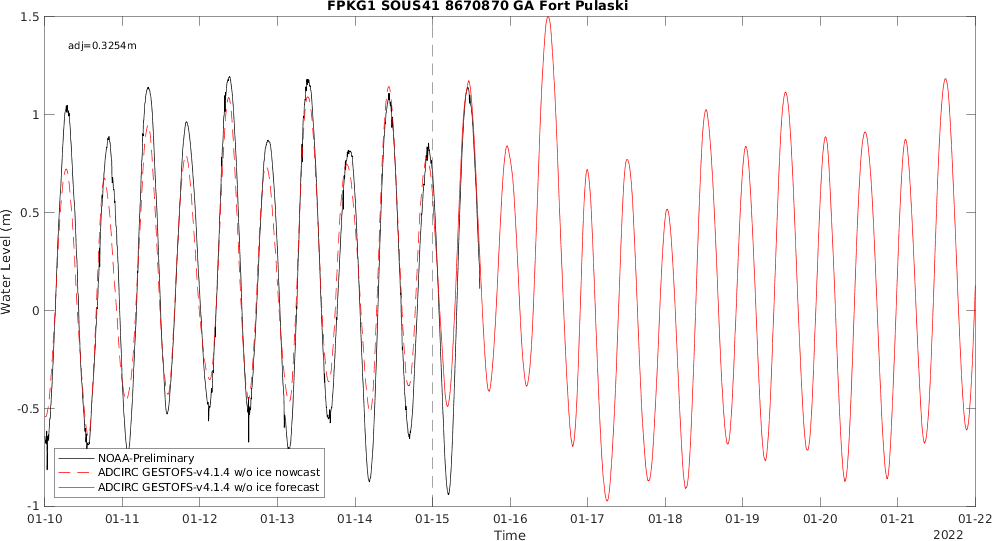 FPKG1 SOUS41 8670870 GA Fort Pulaski
adj=0.3254m
Water Level (m)
1.5
1
0.5
0
-0.5
-1
NOAA-Preliminary
ADCIRC GESTOFS-v4.1.4 w/o ice nowcast
ADCIRC GESTOFS-v4.1.4 w/o ice forecast
01-10 01-11 01-12 01-13 01-14 01-15 01-16 01-17 01-18 01-19 01-20 01-21 01-22
Time
2022